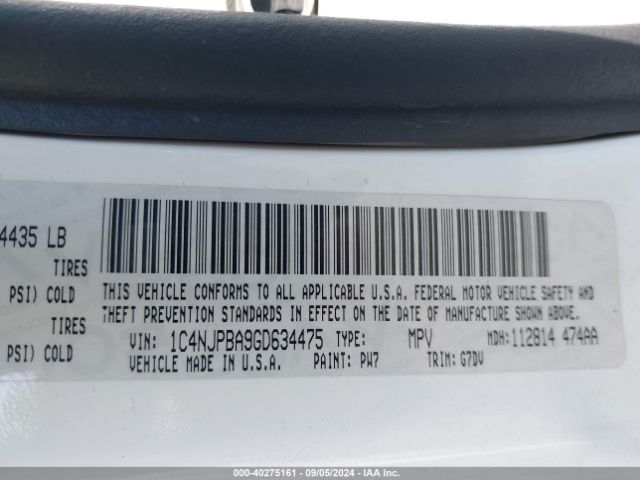 4435 LB
TIRES
PSI) COLD
TIRES
PSI) COLD
THIS VEHICLE CONFORMS TO ALL APPLICABLE U.S.A. FEDERAL MOTOR VEHICLE SAFETY AND
THEFT PREVENTION STANDARDS IN EFFECT ON THE DATE OF MANUFACTURE SHOWN ABOVE.
VIN: 1C4NJPBA9GD634475 TYPE: MPV MDH:112814 474AA
VEHICLE MADE IN U.S.A. PAINT: PW7 TRIM: G7DV
000-40275161 - 09/05/2024 - IAA Inc.